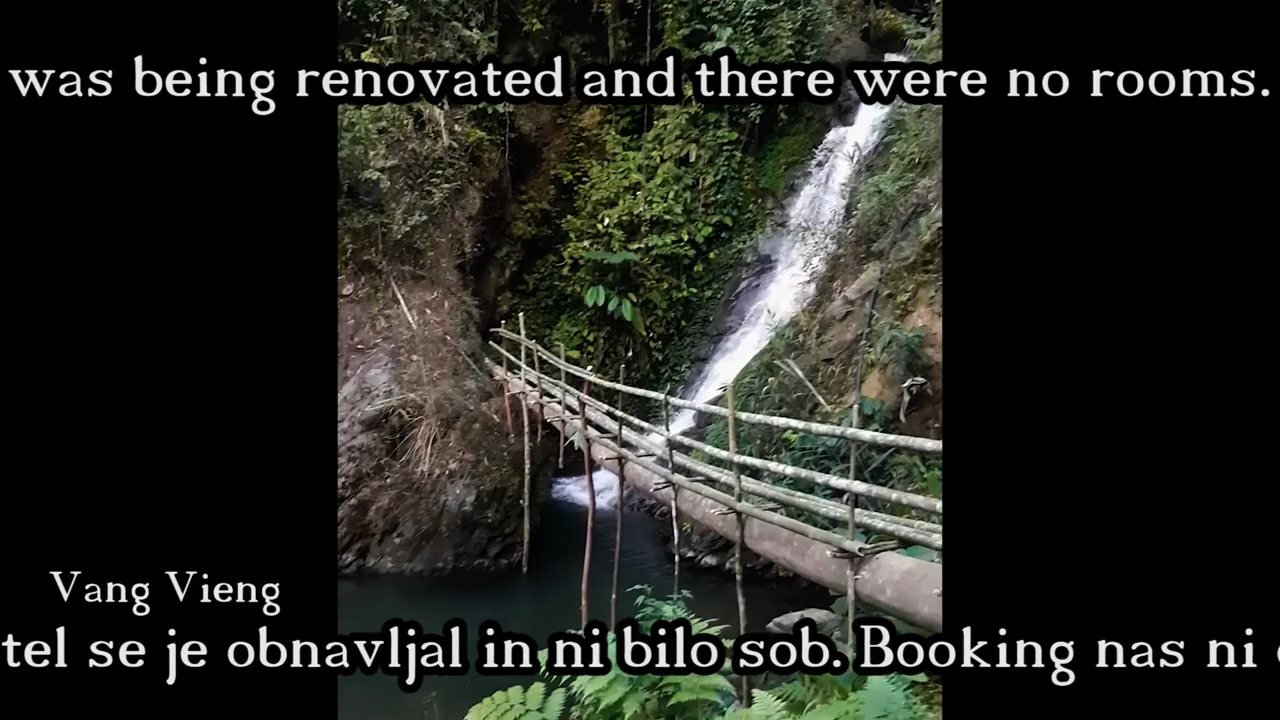 was being renovated and there were no rooms.
Vang Vieng
tel se je obnavljal in ni bilo sob. Booking nas ni